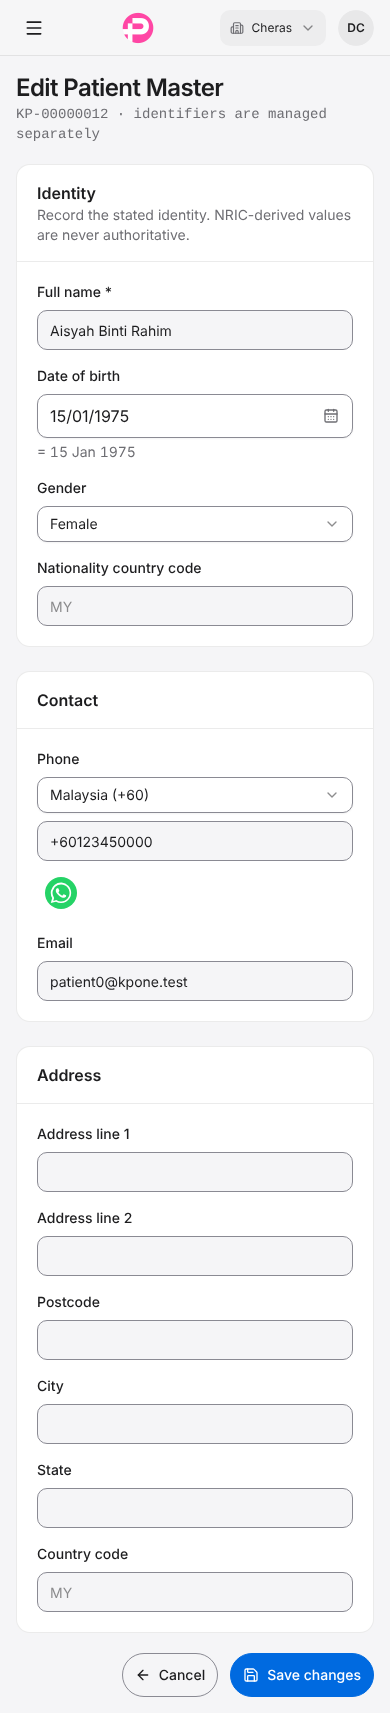 Cheras
DC
Edit Patient Master
KP-00000012 · identifiers are managed
separately
Identity
Record the stated identity. NRIC-derived values
are never authoritative.
Full name *
Aisyah Binti Rahim
Date of birth
15/01/1975
= 15 Jan 1975
Gender
Female
Nationality country code
MY
Contact
Phone
Malaysia (+60)
+60123450000
Email
patient0@kpone.test
Address
Address line 1
Address line 2
Postcode
City
State
Country code
MY
Cancel
Save changes